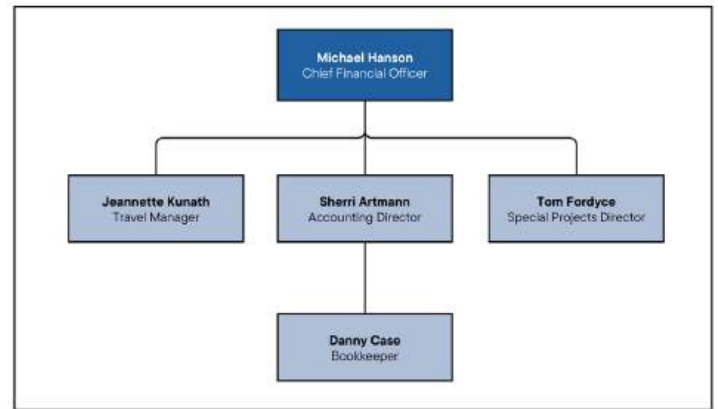 Michael Hanson
Chief Financial Officer
Jeannette Kunath
Travel Manager
Sherri Artmann
Accounting Director
Tom Fordyce
Special Projects Director
Danny Case
Bookkeeper